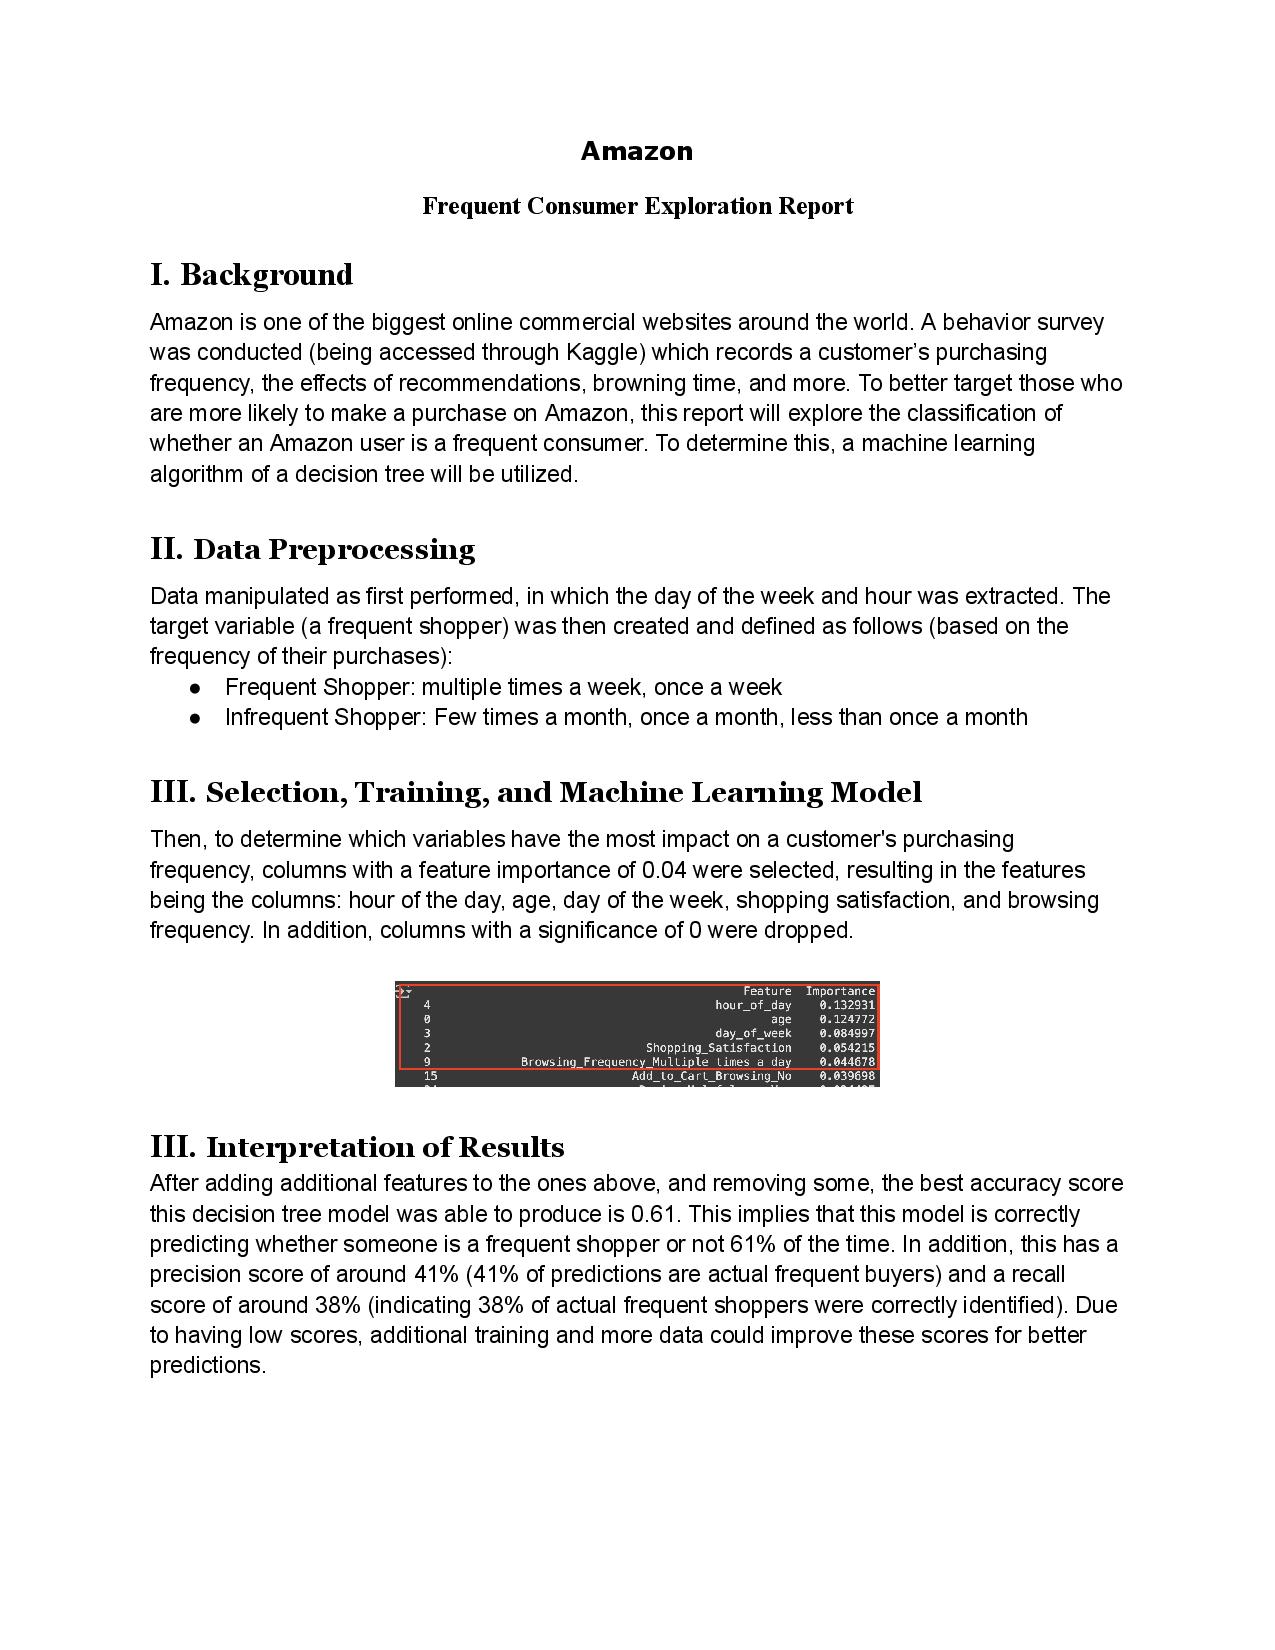 Amazon
Frequent Consumer Exploration Report
I. Background
Amazon is one of the biggest online commercial websites around the world. A behavior survey
was conducted (being accessed through Kaggle) which records a customer’s purchasing
frequency, the effects of recommendations, browning time, and more. To better target those who
are more likely to make a purchase on Amazon, this report will explore the classification of
whether an Amazon user is a frequent consumer. To determine this, a machine learning
algorithm of a decision tree will be utilized.
II. Data Preprocessing
Data manipulated as first performed, in which the day of the week and hour was extracted. The
target variable (a frequent shopper) was then created and defined as follows (based on the
frequency of their purchases):
● Frequent Shopper: multiple times a week, once a week
● Infrequent Shopper: Few times a month, once a month, less than once a month
III. Selection, Training, and Machine Learning Model
Then, to determine which variables have the most impact on a customer's purchasing
frequency, columns with a feature importance of 0.04 were selected, resulting in the features
being the columns: hour of the day, age, day of the week, shopping satisfaction, and browsing
frequency. In addition, columns with a significance of 0 were dropped.
Feature Importance
4 hour_of_day 0.132931
0 age 0.124772
3 day_of_week 0.084997
2 Shopping_Satisfaction 0.054215
9 Browsing_Frequency_Multiple times a day 0.044678
15 Add_to_Cart_Browsing_No 0.039698
III. Interpretation of Results
After adding additional features to the ones above, and removing some, the best accuracy score
this decision tree model was able to produce is 0.61. This implies that this model is correctly
predicting whether someone is a frequent shopper or not 61% of the time. In addition, this has a
precision score of around 41% (41% of predictions are actual frequent buyers) and a recall
score of around 38% (indicating 38% of actual frequent shoppers were correctly identified). Due
to having low scores, additional training and more data could improve these scores for better
predictions.